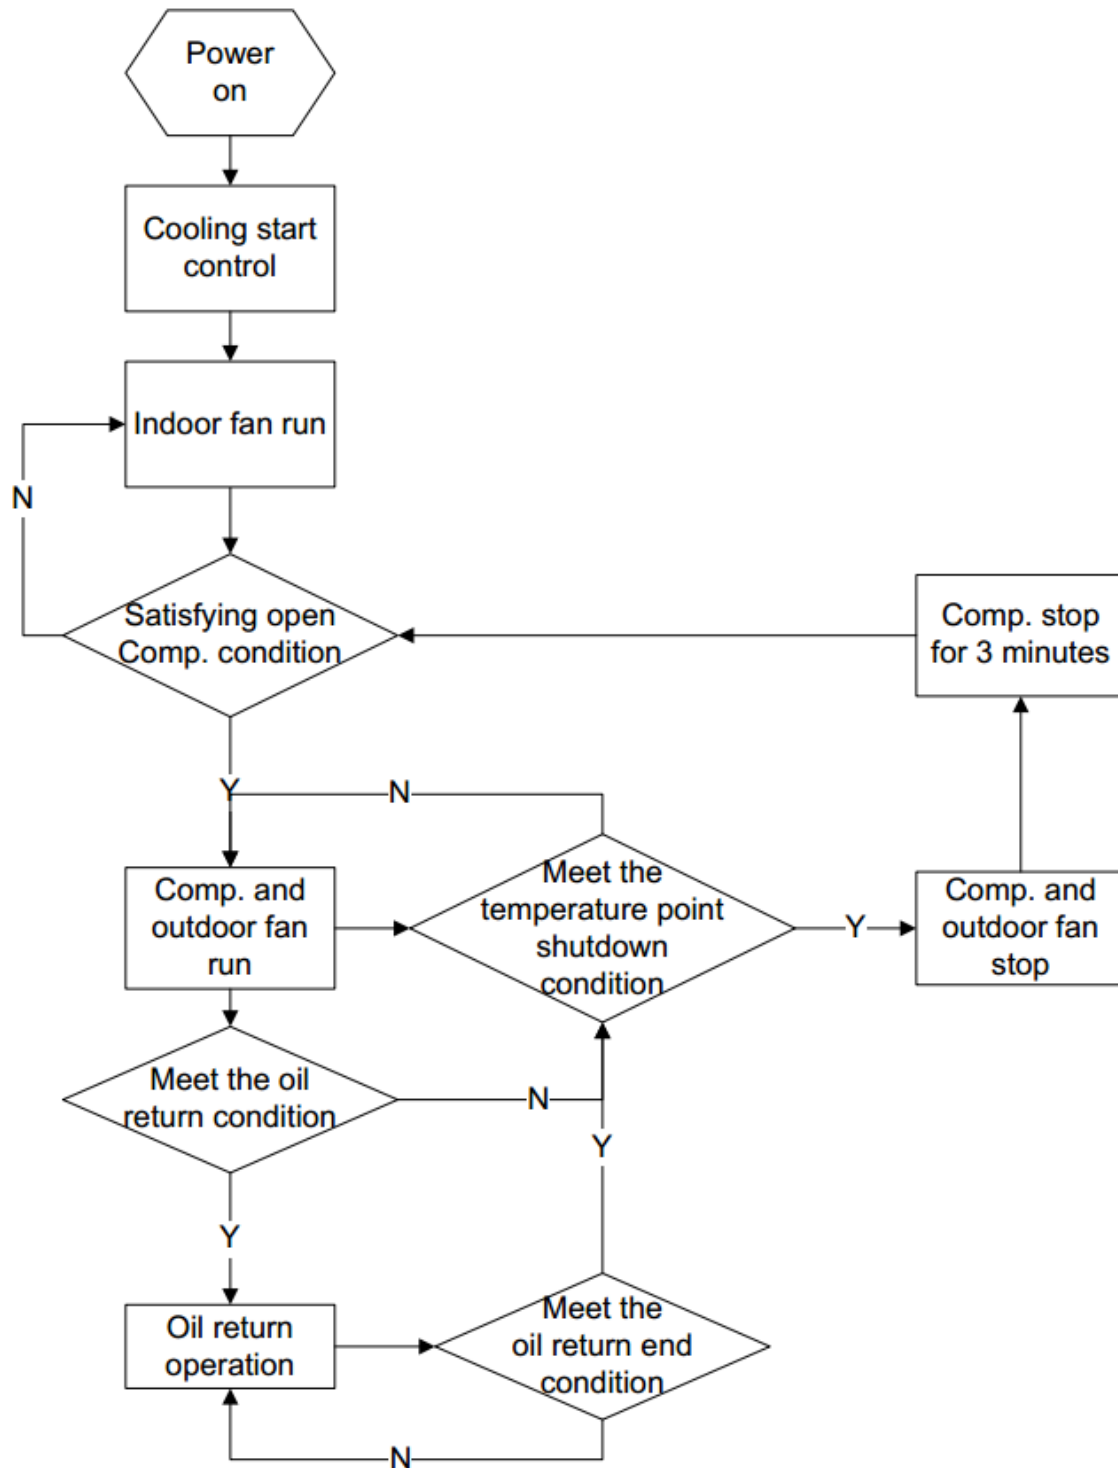 Power
on
Cooling start
control
Indoor fan run
N
Satisfying open
Comp. condition
Comp. stop
for 3 minutes
Y
N
Comp. and
outdoor fan
run
Meet the
temperature point
shutdown
condition
Y
Comp. and
outdoor fan
stop
Meet the oil
return condition
N
Y
Y
Oil return
operation
Meet the
oil return end
condition
N